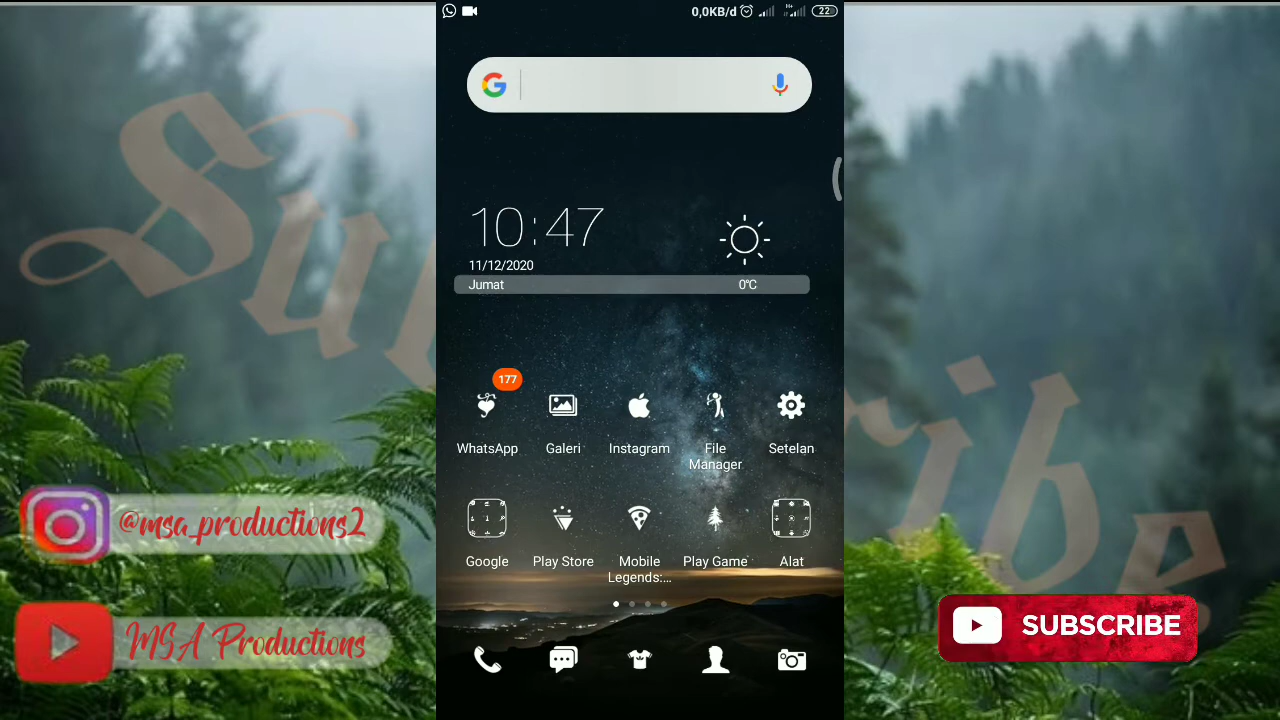 0,0KB/d
H+
22
10:47
11/12/2020
Jumat
0°C
177
WhatsApp
Galeri
Instagram
File
Manager
Setelan
Google
Play Store
Mobile
Legends:...
Play Game
Alat
@msa_productions2
MSA Productions
SUBSCRIBE